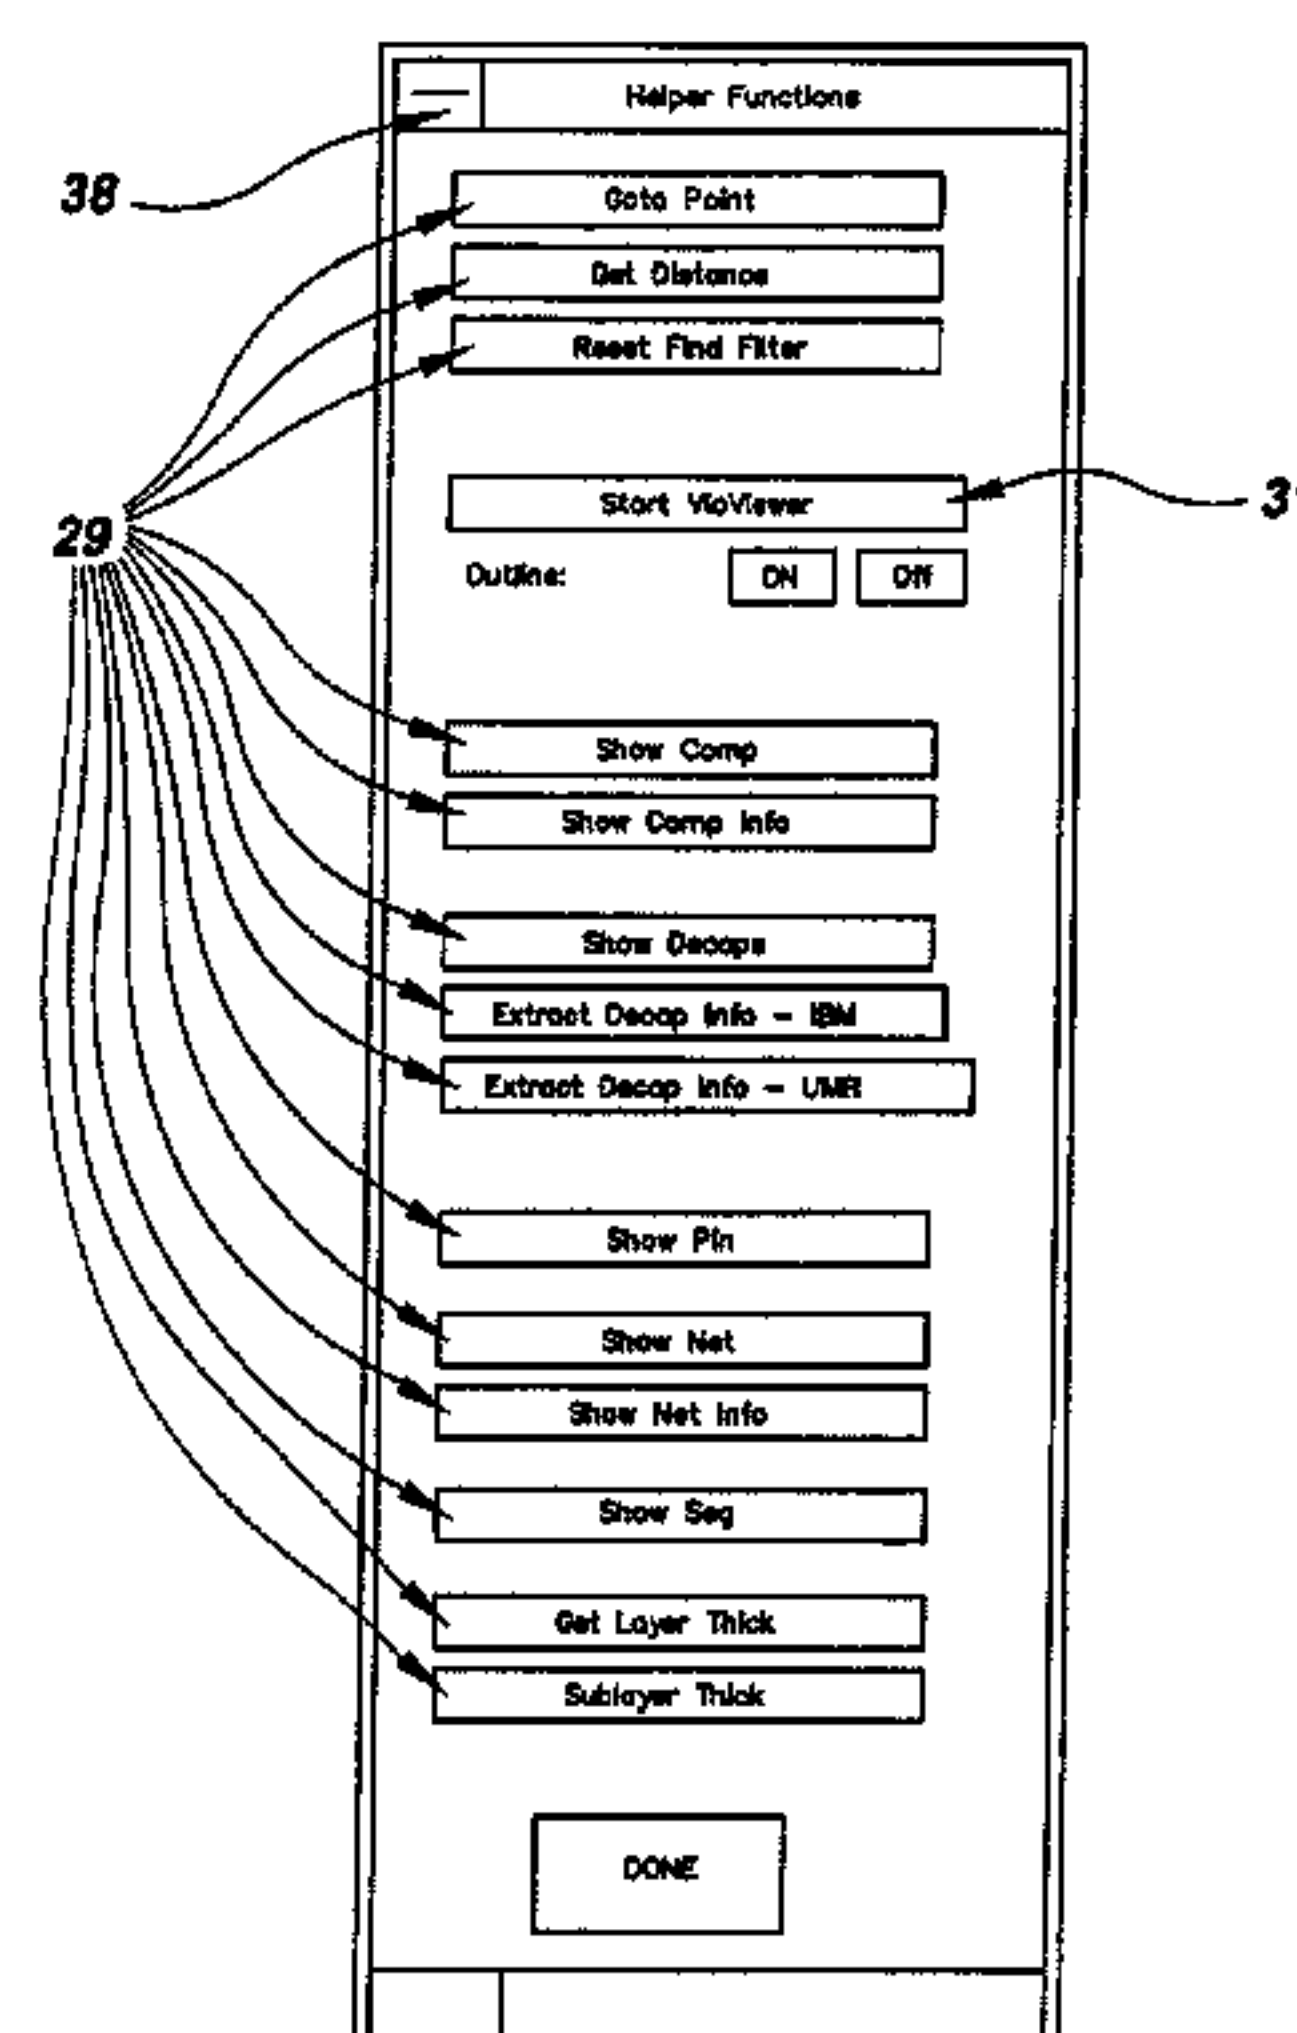 Helper Functions
38
Goto Point
Get Distance
Reset Find Filter
Start VioViewer
29
Outline: ON Off
Show Comp
Show Comp Info
Show Decaps
Extract Decap Info - IBM
Extract Decap Info - UMR
Show Pin
Show Net
Show Net Info
Show Seg
Get Layer Thick
Sublayer Thick
DONE